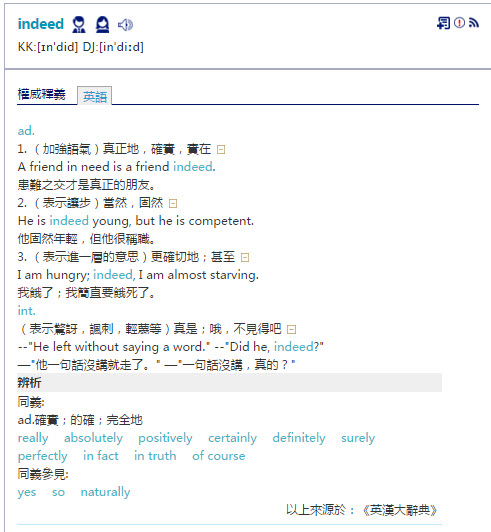 indeed
KK:[ɪn'did] DJ:[in'di:d]
權威釋義 英語
ad.
1. （加強語氣）真正地，確實，實在
A friend in need is a friend indeed.
患難之交才是真正的朋友。
2. （表示讓步）當然，固然
He is indeed young, but he is competent.
他固然年輕，但他很稱職。
3. （表示進一層的意思）更確切地；甚至
I am hungry; indeed, I am almost starving.
我餓了；我簡直要餓死了。
int.
（表示驚訝，諷刺，輕蔑等）真是；哦，不見得吧
--"He left without saying a word." --"Did he, indeed?"
—"他一句話沒講就走了。" —"一句話沒講，真的？"
辨析
同義:
ad.確實；的確；完全地
really absolutely positively certainly definitely surely
perfectly in fact in truth of course
同義參見:
yes so naturally
以上來源於：《英漢大辭典》